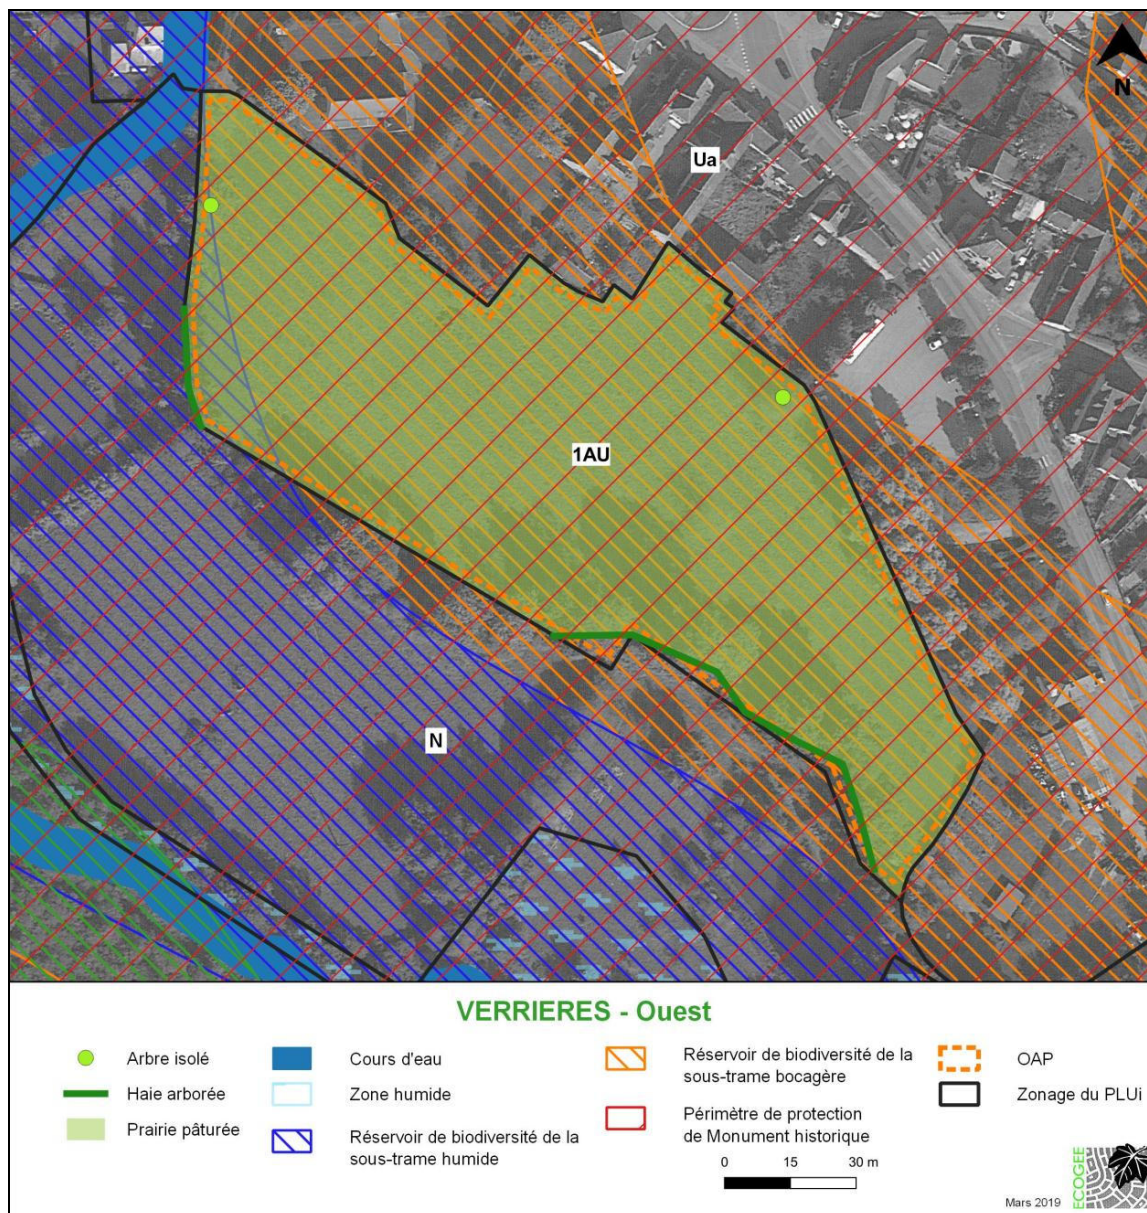 N
Ua
1AU
N
VERRIERES - Ouest
Arbre isolé
Haie arborée
Prairie pâturée
Cours d'eau
Zone humide
Réservoir de biodiversité de la
sous-trame humide
Réservoir de biodiversité de la
sous-trame bocagère
Périmètre de protection
de Monument historique
0 15 30 m
OAP
Zonage du PLUi
Mars 2019
ECOGEE